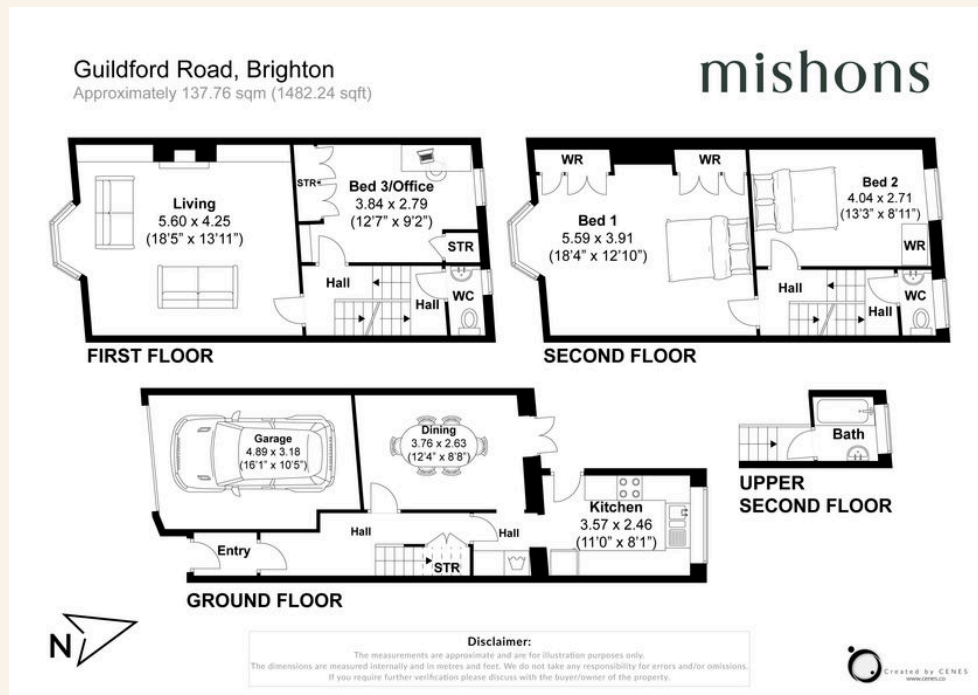 Guildford Road, Brighton
Approximately 137.76 sqm (1482.24 sqft)
mishons
Living
5.60 x 4.25
(18'5" x 13'11")
STR
Bed 3/Office
3.84 x 2.79
(12'7" x 9'2")
STR
Hall
Hall
WC
FIRST FLOOR
WR
WR
Bed 1
5.59 x 3.91
(18'4" x 12'10")
Bed 2
4.04 x 2.71
(13'3" x 8'11")
WR
Hall
Hall
WC
SECOND FLOOR
Garage
4.89 x 3.18
(16'1" x 10'5")
Dining
3.76 x 2.63
(12'4" x 8'8")
Kitchen
3.57 x 2.46
(11'0" x 8'1")
Hall
Hall
Entry
STR
GROUND FLOOR
Bath
UPPER
SECOND FLOOR
N
Disclaimer:
The measurements are approximate and are for illustration purposes only.
The dimensions are measured internally and in metres and feet. We do not take any responsibility for errors and/or omissions.
If you require further verification please discuss with the buyer/owner of the property.
Created by CENES
www.cenes.co